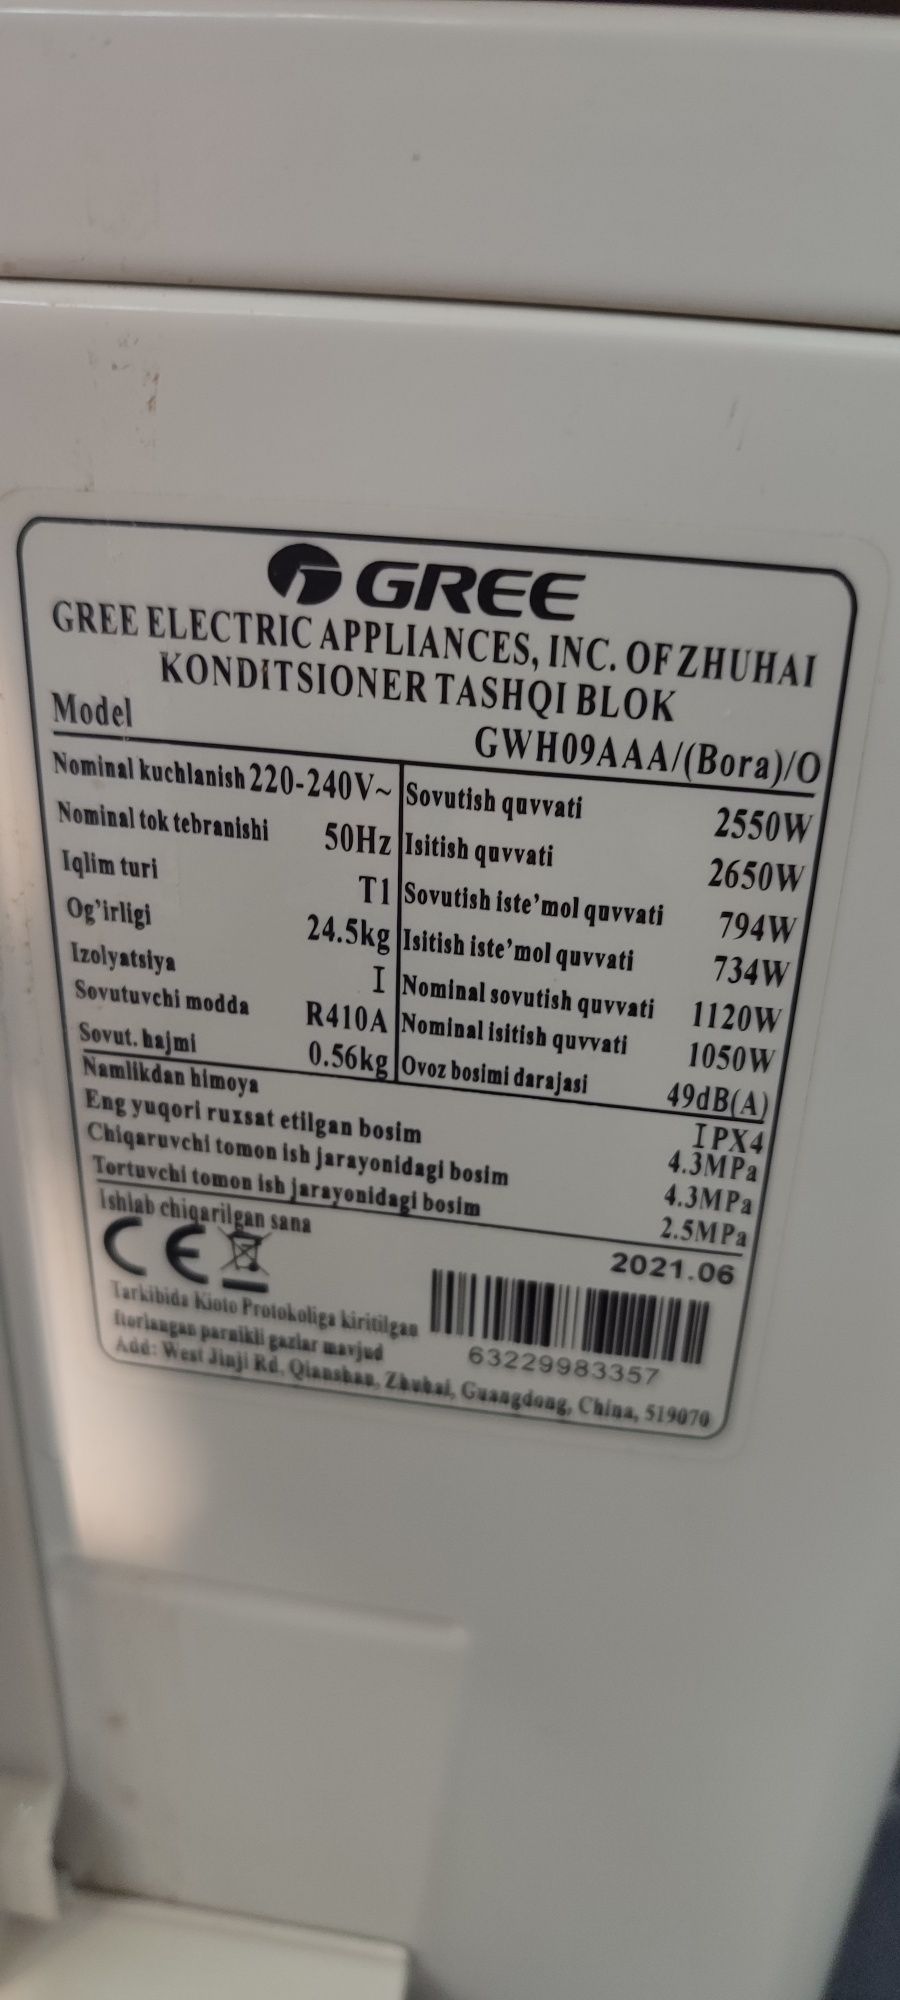 GREE
GREE ELECTRIC APPLIANCES, INC. OF ZHUHAI
KONDITSIONER TASHQI BLOK
Model GWH09AAA/(Bora)/O
Nominal kuchlanish 220-240V~
Nominal tok tebranishi 50Hz
Iqlim turi T1
Og'irligi 24.5kg
Izolyatsiya I
Sovutuvchi modda R410A
Sovut. hajmi 0.56kg
Sovutish quvvati 2550W
Isitish quvvati 2650W
Sovutish iste'mol quvvati 794W
Isitish iste'mol quvvati 734W
Nominal sovutish quvvati 1120W
Nominal isitish quvvati 1050W
Ovoz bosimi darajasi 49dB(A)
Namlikdan himoya IPX4
Eng yuqori ruxsat etilgan bosim 4.3MPa
Chiqaruvchi tomon ish jarayonidagi bosim 4.3MPa
Tortuvchi tomon ish jarayonidagi bosim 2.5MPa
Ishlab chiqarilgan sana 2021.06
CE
Tarkibida Kioto Protokoliga kiritilgan
ftorlangan parnikli gazlar mavjud
63229983357
Add: West Jinji Rd, Qianshan, Zhuhai, Guangdong, China, 519070